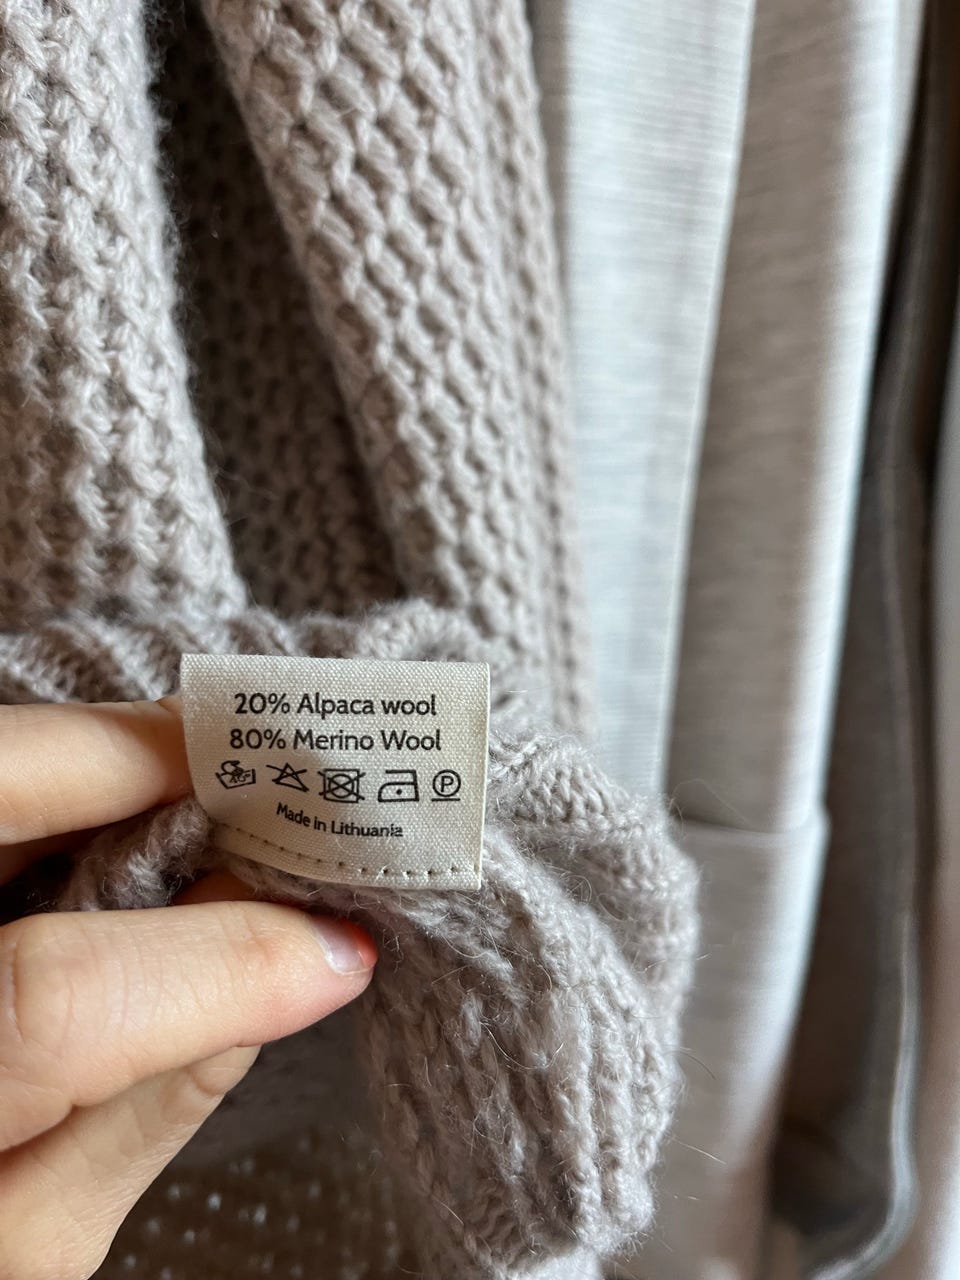 20% Alpaca wool
80% Merino Wool
P
Made in Lithuania